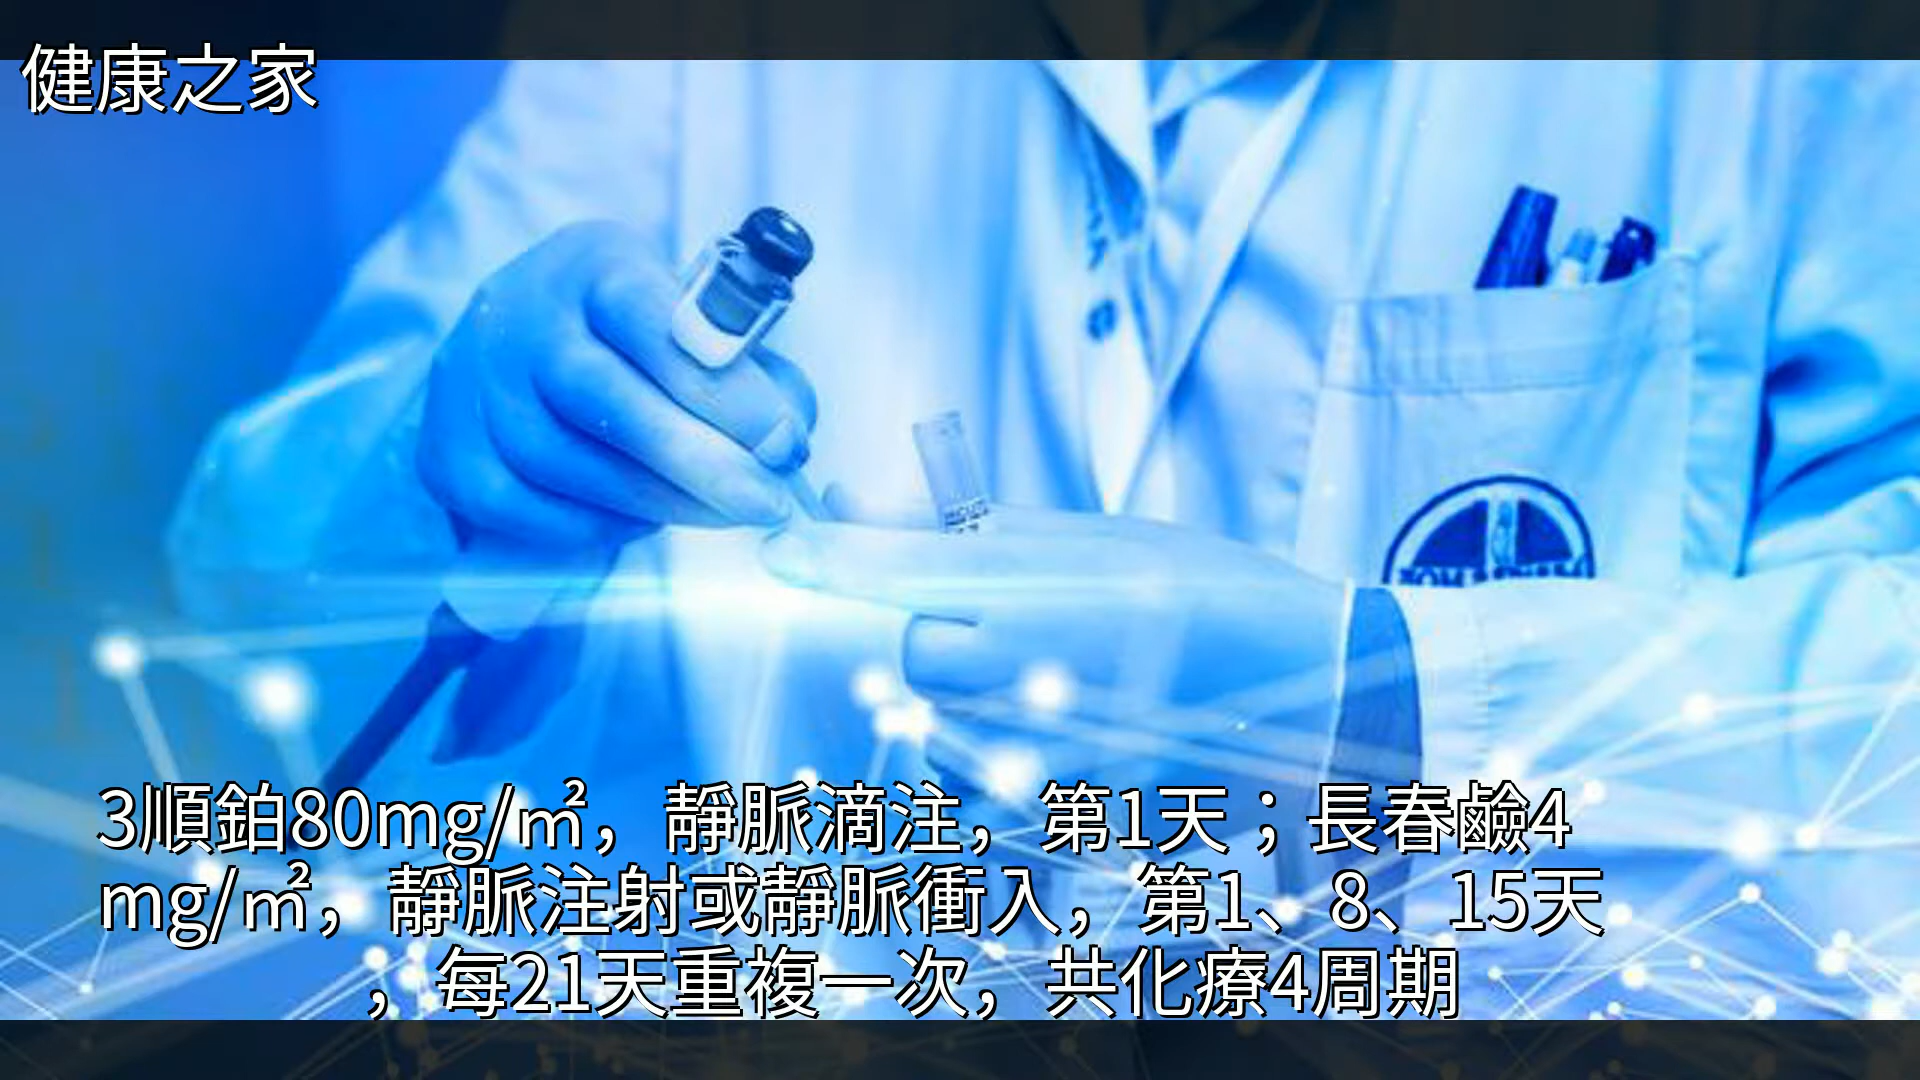 健康之家
3順鉑80mg/㎡，靜脈滴注，第1天；長春鹼4
mg/㎡，靜脈注射或靜脈衝入，第1、8、15天
，每21天重複一次，共化療4周期